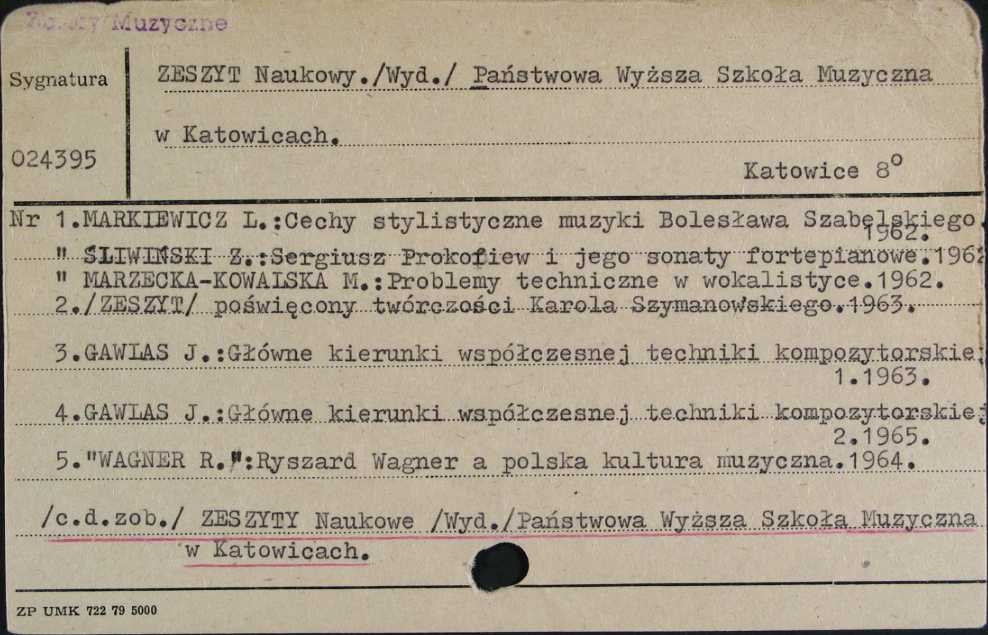 Muzyczne
Sygnatura
ZESZYT Naukowy./Wyd./ Państwowa Wyższa Szkoła Muzyczna
w Katowicach.
024395
Katowice 8°
Nr 1.MARKIEWICZ L.:Cechy stylistyczne muzyki Bolesława Szabelskiego.
1962.
" ŚLIWIŃSKI Z.:Sergiusz Prokofiew i jego sonaty fortepianowe.1962
" MARZECKA-KOWALSKA M.:Problemy techniczne w wokalistyce.1962.
2./ZESZYT/ poświęcony twórczości Karola Szymanowskiego.1963.
3.GAWLAS J.:Główne kierunki współczesnej techniki kompozytorskiej
1.1963.
4.GAWLAS J.:Główne kierunki współczesnej techniki kompozytorskiej
2.1965.
5."WAGNER R.":Ryszard Wagner a polska kultura muzyczna.1964.
/c.d.zob./ ZESZYTY Naukowe /Wyd./Państwowa Wyższa Szkoła Muzyczna
w Katowicach.
ZP UMK 722 79 5000